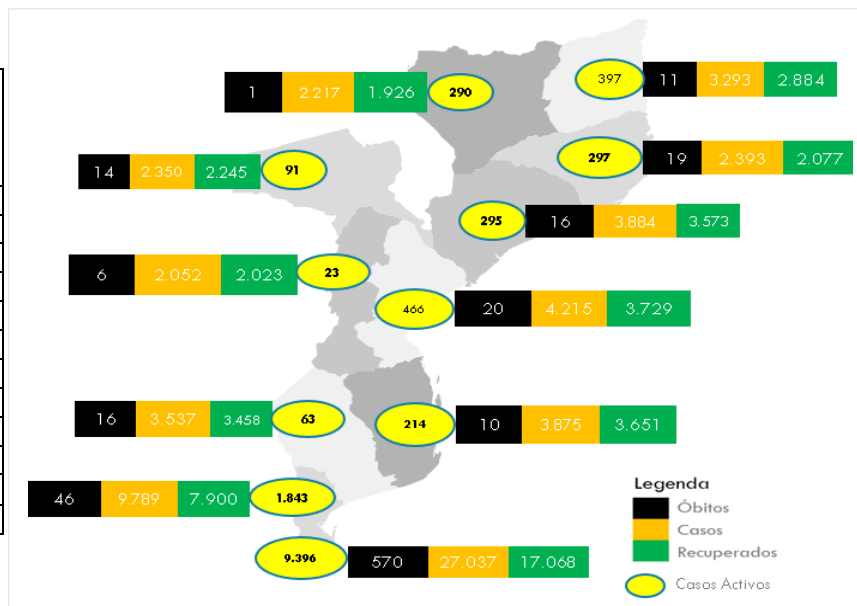 397 11 3.293 2.884
1 2.217 1.926 290
297 19 2.393 2.077
14 2.350 2.245 91
295 16 3.884 3.573
6 2.052 2.023 23
466 20 4.215 3.729
16 3.537 3.458 63
214 10 3.875 3.651
46 9.789 7.900 1.843
9.396 570 27.037 17.068
Legenda
Óbitos
Casos
Recuperados
Casos Activos